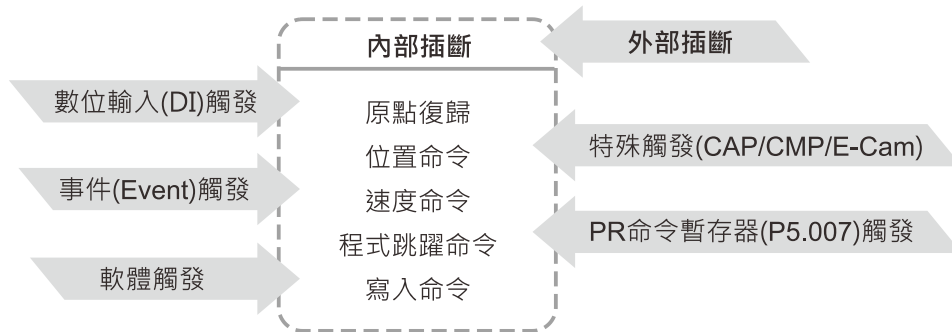 內部插斷
外部插斷
數位輸入(DI)觸發
原點復歸
位置命令
特殊觸發(CAP/CMP/E-Cam)
事件(Event)觸發
速度命令
PR命令暫存器(P5.007)觸發
程式跳躍命令
軟體觸發
寫入命令